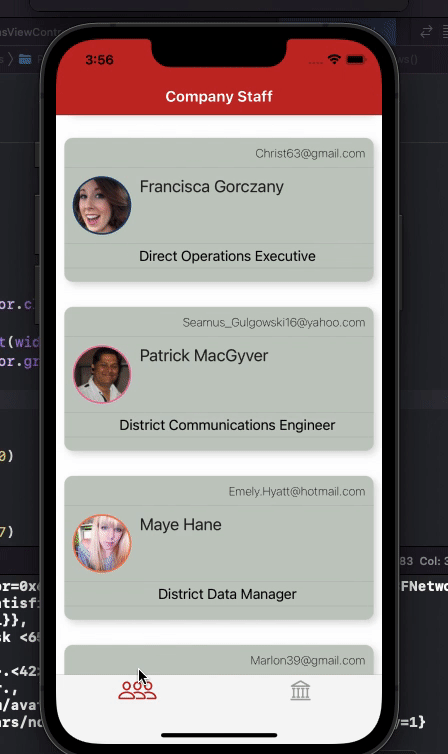 asViewContr
3:56
Company Staff
Christ63@gmail.com
Francisca Gorczany
Direct Operations Executive
Seamus_Gulgowski16@yahoo.com
Patrick MacGyver
District Communications Engineer
Emely.Hyatt@hotmail.com
Maye Hane
District Data Manager
Marlon39@gmail.com